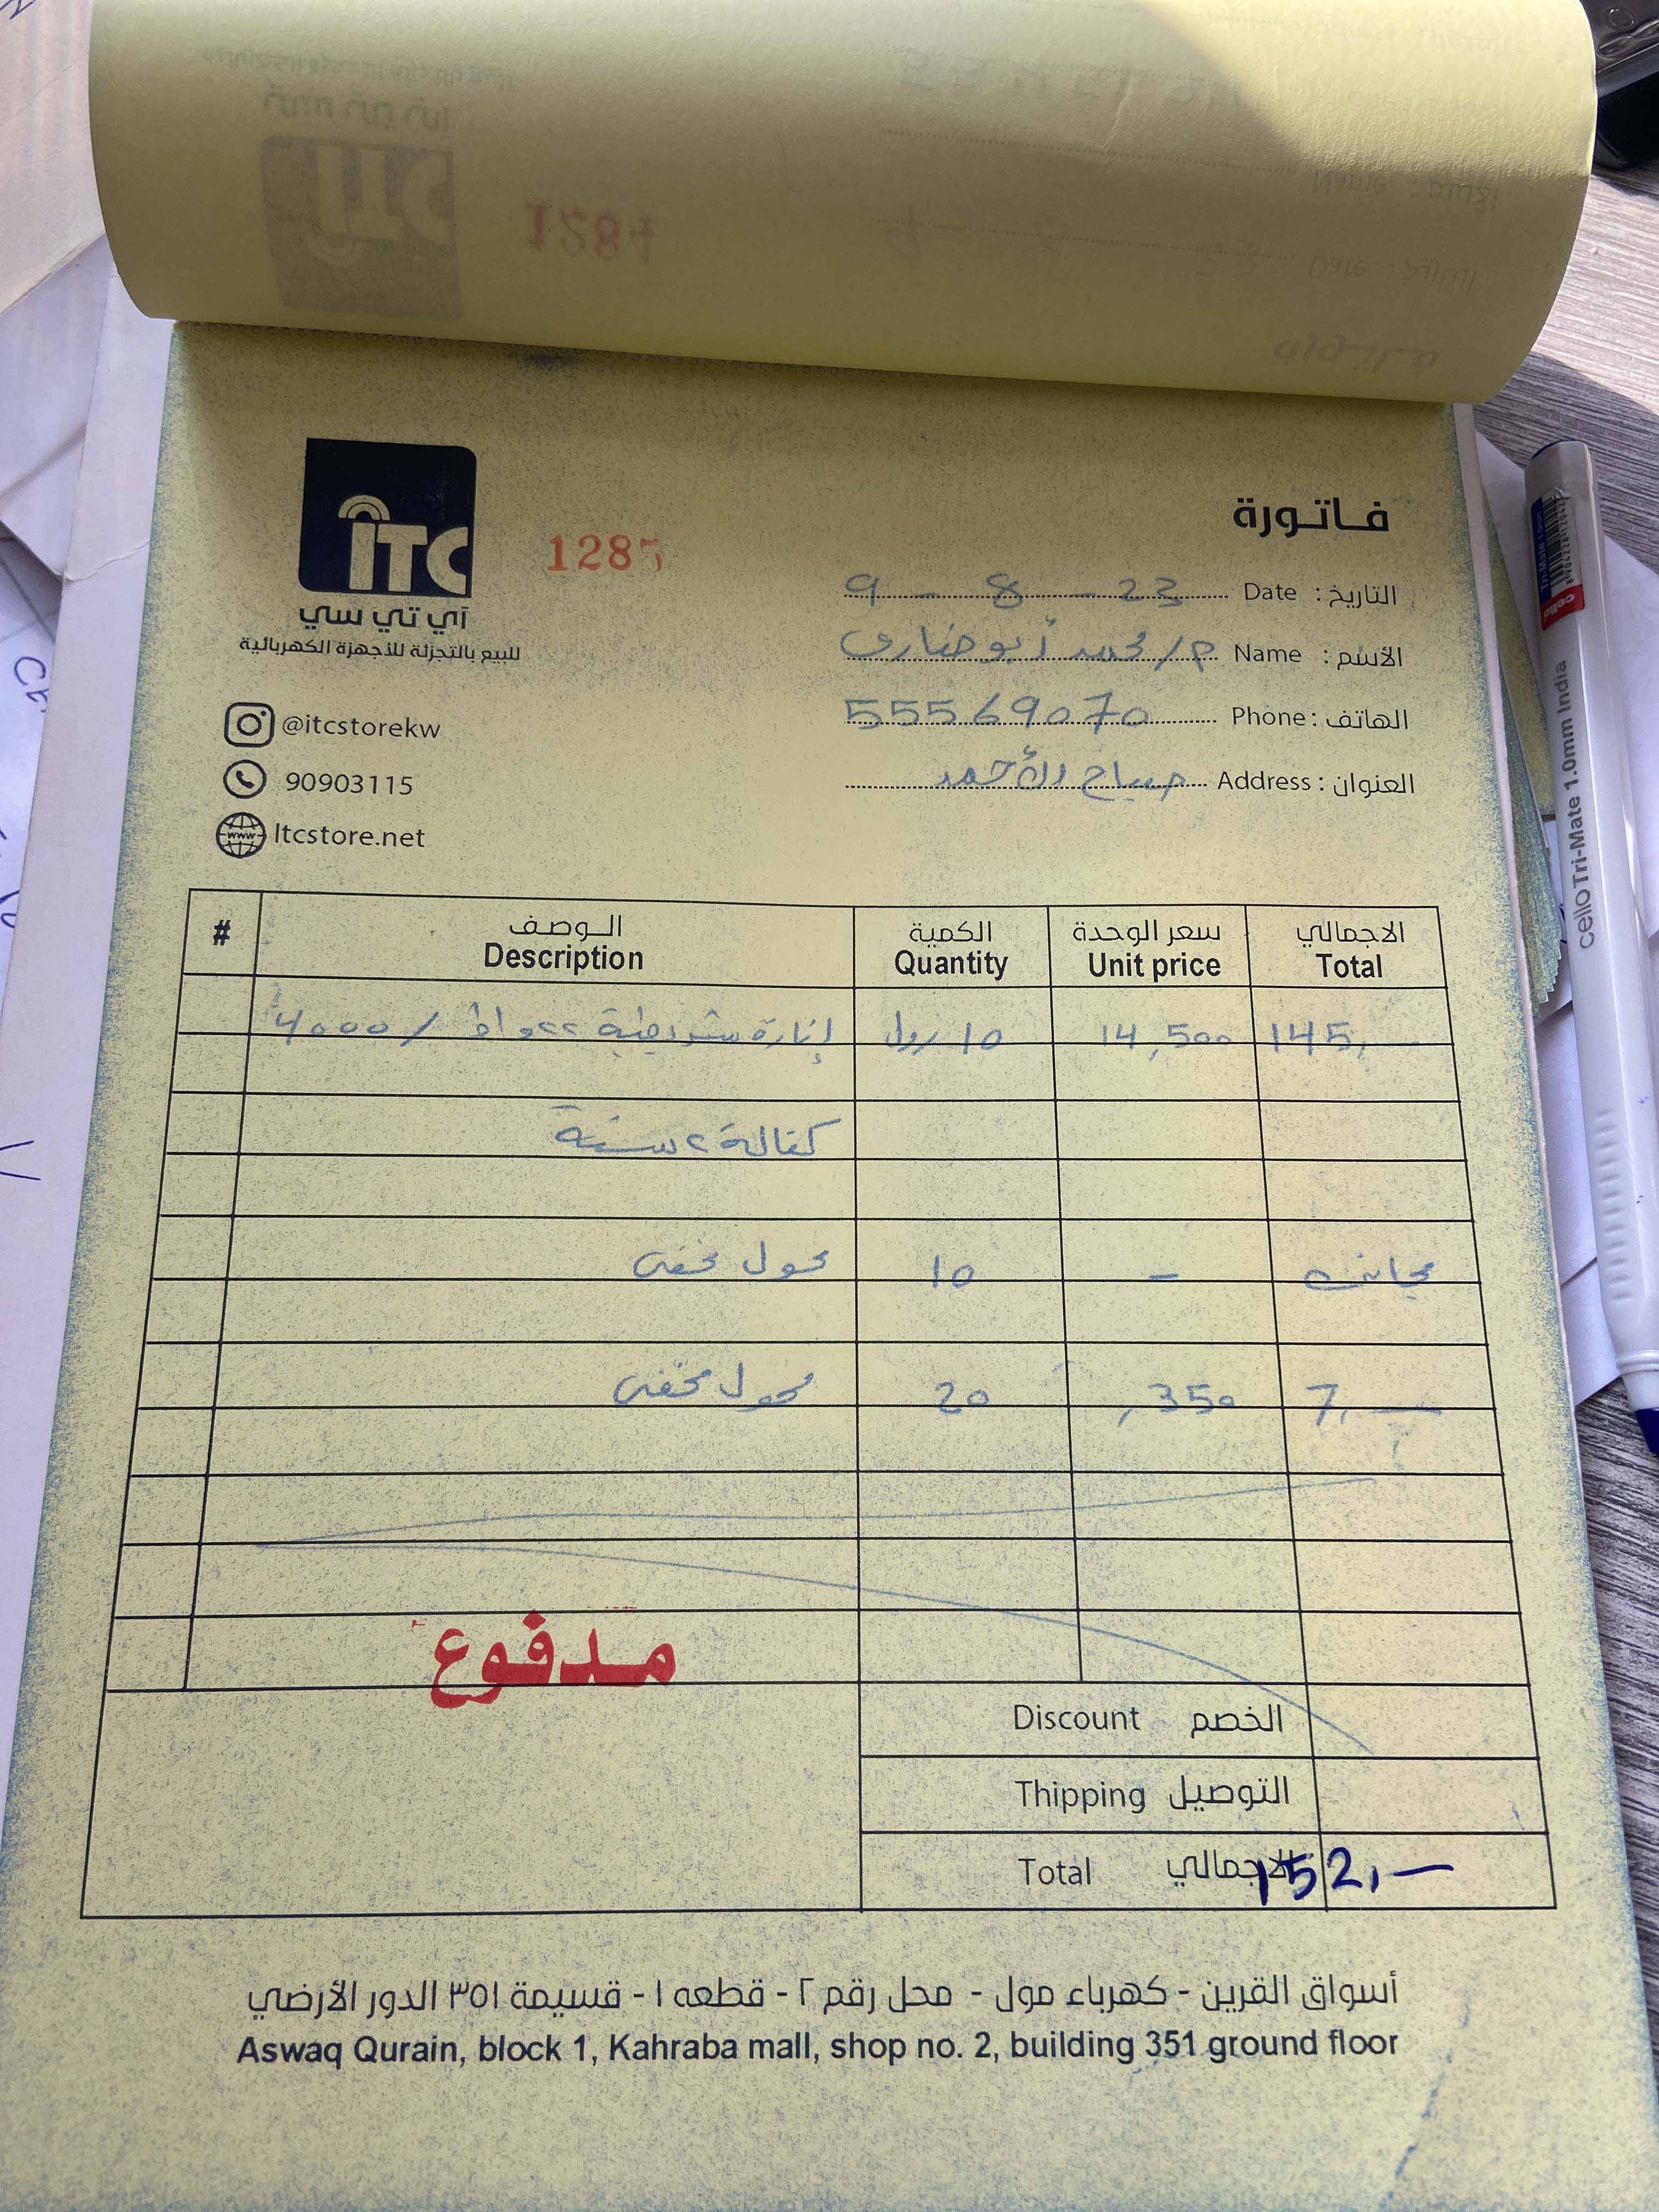 ITC
آي تي سي
للبيع بالتجزئة للأجهزة الكهربائية
1285
@itcstorekw
90903115
Itcstore.net
فاتورة
التاريخ : Date 9 - 8 - 23
الأسم : Name م/محمد أبو
الهاتف : Phone 55569070
العنوان : Address صباح الأحمد
# الوصف الكمية سعر الوحدة الاجمالي
Description Quantity Unit price Total
إنارة شريطية ٢٢ واط / 4000 10 رول 14,500 145,—
كفالة ٢ سنة
محول مخفي 10 – مجاني
محول مخفي 20 ,350 7,—
مدفوع
Discount الخصم
Thipping التوصيل
Total الاجمالي 152,—
أسواق القرين - كهرباء مول - محل رقم ٢ - قطعه ١ - قسيمة ٣٥١ الدور الأرضي
Aswaq Qurain, block 1, Kahraba mall, shop no. 2, building 351 ground floor
cello Tri-Mate 1.0mm India